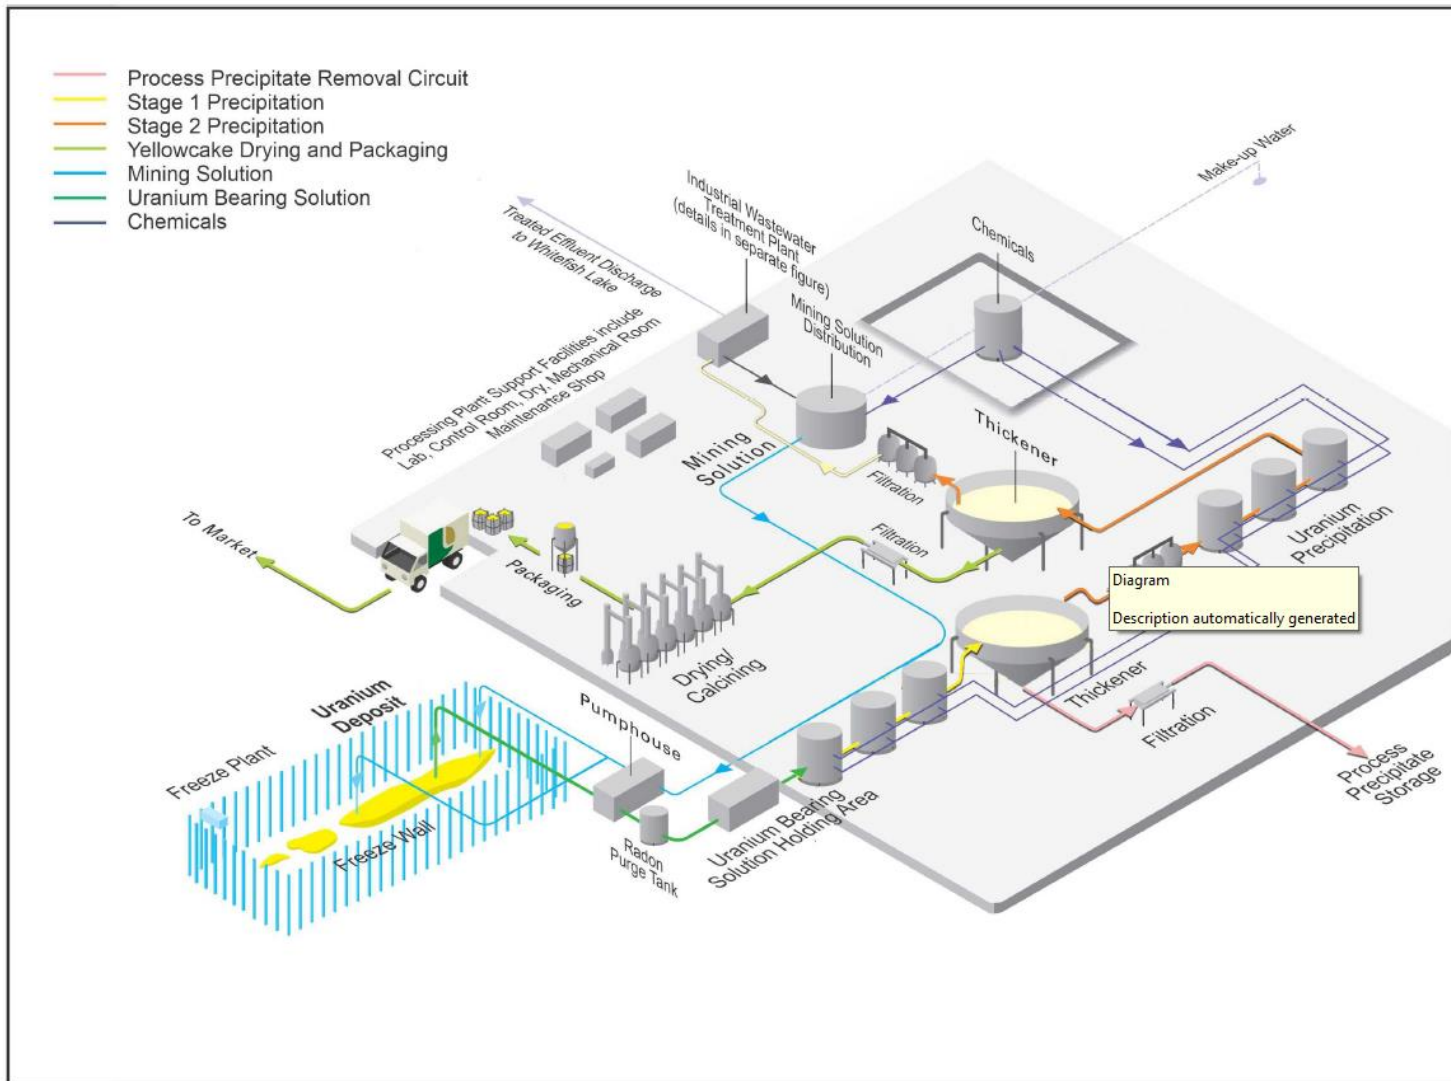 Process Precipitate Removal Circuit
Stage 1 Precipitation
Stage 2 Precipitation
Yellowcake Drying and Packaging
Mining Solution
Uranium Bearing Solution
Chemicals
Make-up Water
Industrial Wastewater
Treatment Plant
(details in separate figure)
Treated Effluent Discharge
to Whitefish Lake
Chemicals
Mining Solution
Distribution
Processing Plant Support Facilities include
Lab, Control Room, Dry, Mechanical Room
Maintenance Shop
Mining
Solution
Thickener
Filtration
Uranium
Precipitation
To Market
Packaging
Filtration
Diagram
Description automatically generated
Drying/
Calcining
Thickener
Filtration
Process
Precipitate
Storage
Uranium
Deposit
Pumphouse
Freeze Plant
Freeze Wall
Radon
Purge Tank
Uranium Bearing
Solution Holding Area